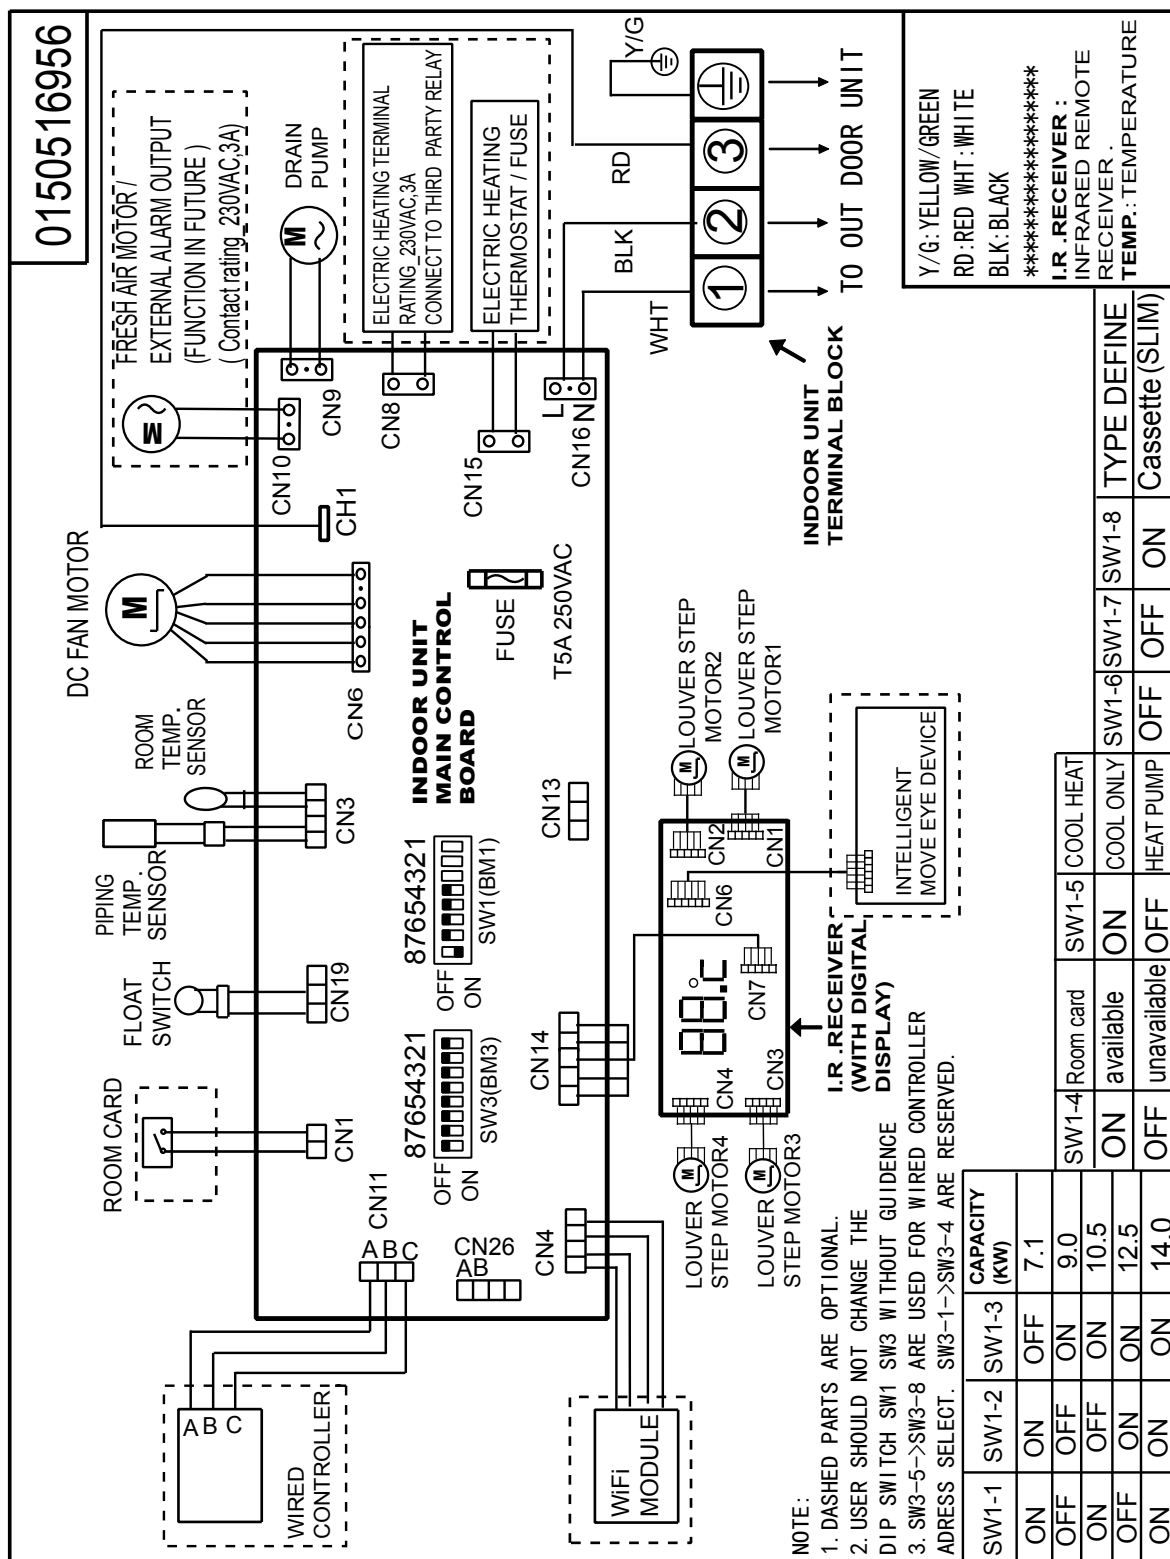 015051 6956
FRESH AIR MOTOR /
EXTERNAL ALARM OUTPUT
(FUNCTION IN FUTURE )
( Contact rating_230VAC,3A)
M
DRAIN
PUMP
M
ELECTRIC HEATING TERMINAL
RATING_230VAC,3A
CONNECT TO THIRD PARTY RELAY
ELECTRIC HEATING
THERMOSTAT / FUSE
DC FAN MOTOR
M
ROOM
TEMP.
SENSOR
PIPING
TEMP.
SENSOR
FLOAT
SWITCH
ROOM CARD
CN10
CN9
CN8
CN15
CN16
L
N
CH1
CN6
CN3
CN19
CN1
CN11
A B C
CN26
AB
CN4
CN14
CN13
FUSE
T5A 250VAC
INDOOR UNIT
MAIN CONTROL
BOARD
87654321
OFF
ON
SW1(BM1)
87654321
OFF
ON
SW3(BM3)
A B C
WIRED
CONTROLLER
WiFi
MODULE
Y/G
RD
BLK
WHT
1
2
3
TO OUT DOOR UNIT
INDOOR UNIT
TERMINAL BLOCK
LOUVER STEP
MOTOR2
M
LOUVER STEP
MOTOR1
M
CN2
CN1
CN6
CN7
88°C
CN4
CN3
M
LOUVER
STEP MOTOR4
M
LOUVER
STEP MOTOR3
INTELLIGENT
MOVE EYE DEVICE
I.R .RECEIVER
(WITH DIGITAL
DISPLAY)
Y/G:YELLOW/GREEN
RD:RED WHT:WHITE
BLK:BLACK
********************
I.R .RECEIVER :
INFRARED REMOTE
RECEIVER .
TEMP.:TEMPERATURE
NOTE:
1. DASHED PARTS ARE OPTIONAL.
2. USER SHOULD NOT CHANGE THE
DIP SWITCH SW1 SW3 WITHOUT GUIDENCE
3. SW3-5->SW3-8 ARE USED FOR WIRED CONTROLLER
ADRESS SELECT. SW3-1->SW3-4 ARE RESERVED.
SW1-1 SW1-2 SW1-3 CAPACITY (KW)
ON ON OFF 7.1
OFF OFF ON 9.0
ON OFF ON 10.5
OFF ON ON 12.5
ON ON ON 14.0
SW1-4 Room card SW1-5 COOL HEAT
ON available ON COOL ONLY SW1-6 SW1-7 SW1-8 TYPE DEFINE
OFF unavailable OFF HEAT PUMP OFF OFF ON Cassette (SLIM)